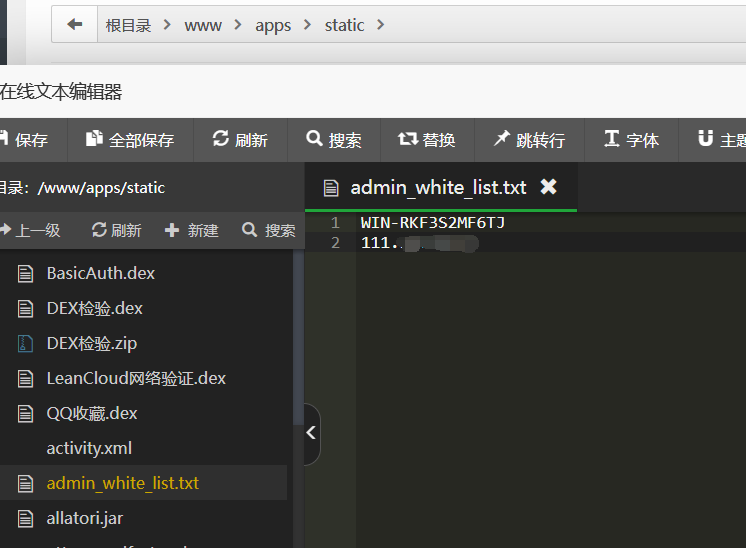 根目录 www apps static
在线文本编辑器
保存 全部保存 刷新 搜索 替换 跳转行 字体
目录：/www/apps/static
admin_white_list.txt
上一级 刷新 新建 搜索
1 WIN-RKF3S2MF6TJ
2 111.
BasicAuth.dex
DEX检验.dex
DEX检验.zip
LeanCloud网络验证.dex
QQ收藏.dex
activity.xml
admin_white_list.txt
allatori.jar